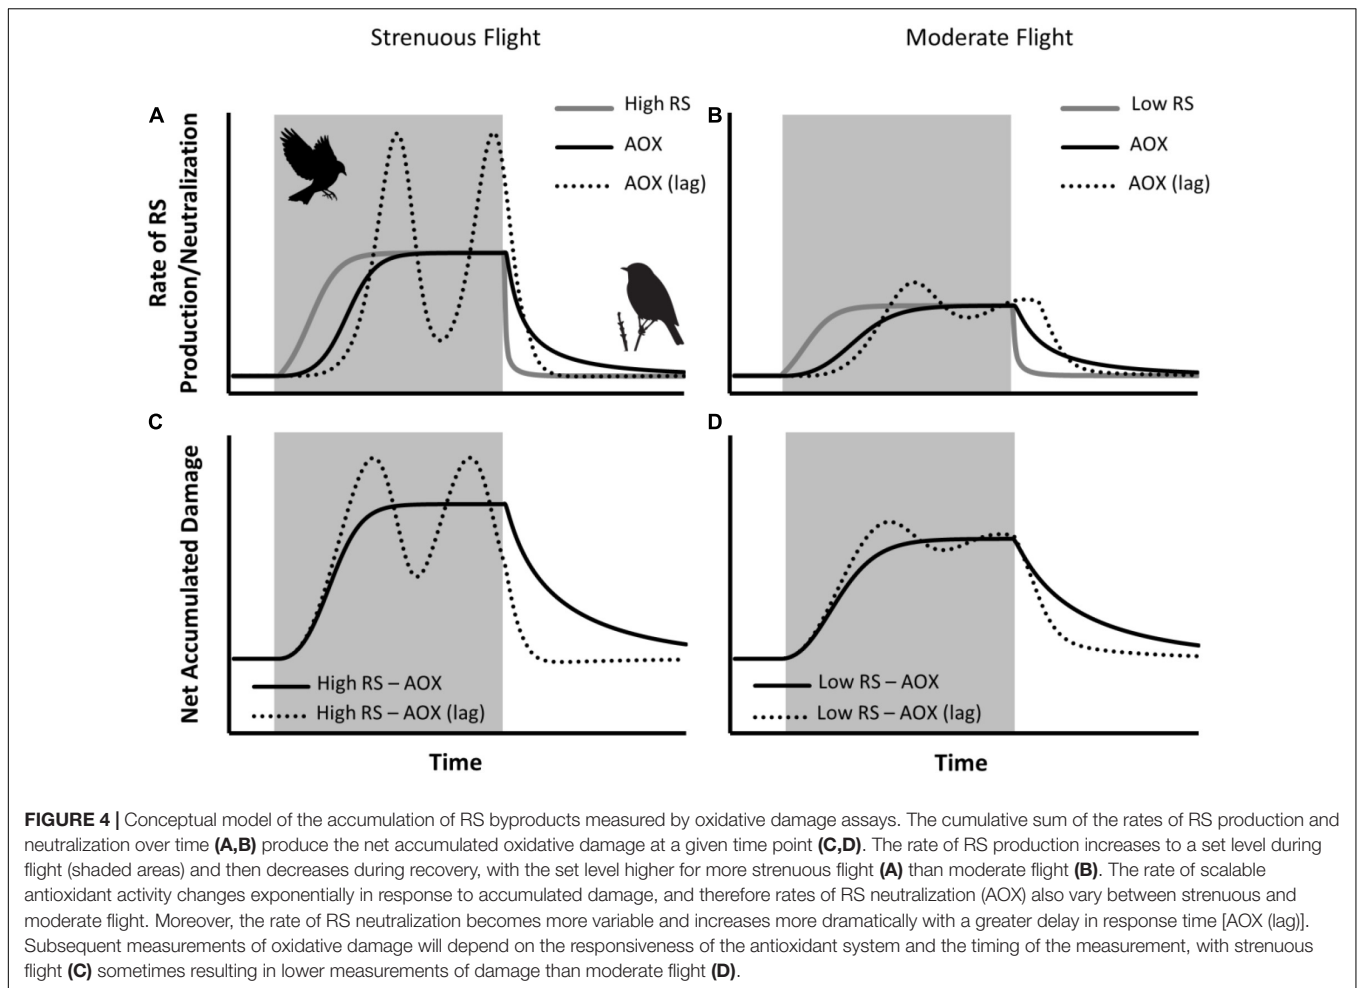 Strenuous Flight
Moderate Flight
A
Rate of RS
Production/Neutralization
High RS
AOX
AOX (lag)
B
Low RS
AOX
AOX (lag)
C
Net Accumulated Damage
High RS – AOX
High RS – AOX (lag)
Time
D
Low RS – AOX
Low RS – AOX (lag)
Time
FIGURE 4 | Conceptual model of the accumulation of RS byproducts measured by oxidative damage assays. The cumulative sum of the rates of RS production and
neutralization over time (A,B) produce the net accumulated oxidative damage at a given time point (C,D). The rate of RS production increases to a set level during
flight (shaded areas) and then decreases during recovery, with the set level higher for more strenuous flight (A) than moderate flight (B). The rate of scalable
antioxidant activity changes exponentially in response to accumulated damage, and therefore rates of RS neutralization (AOX) also vary between strenuous and
moderate flight. Moreover, the rate of RS neutralization becomes more variable and increases more dramatically with a greater delay in response time [AOX (lag)].
Subsequent measurements of oxidative damage will depend on the responsiveness of the antioxidant system and the timing of the measurement, with strenuous
flight (C) sometimes resulting in lower measurements of damage than moderate flight (D).